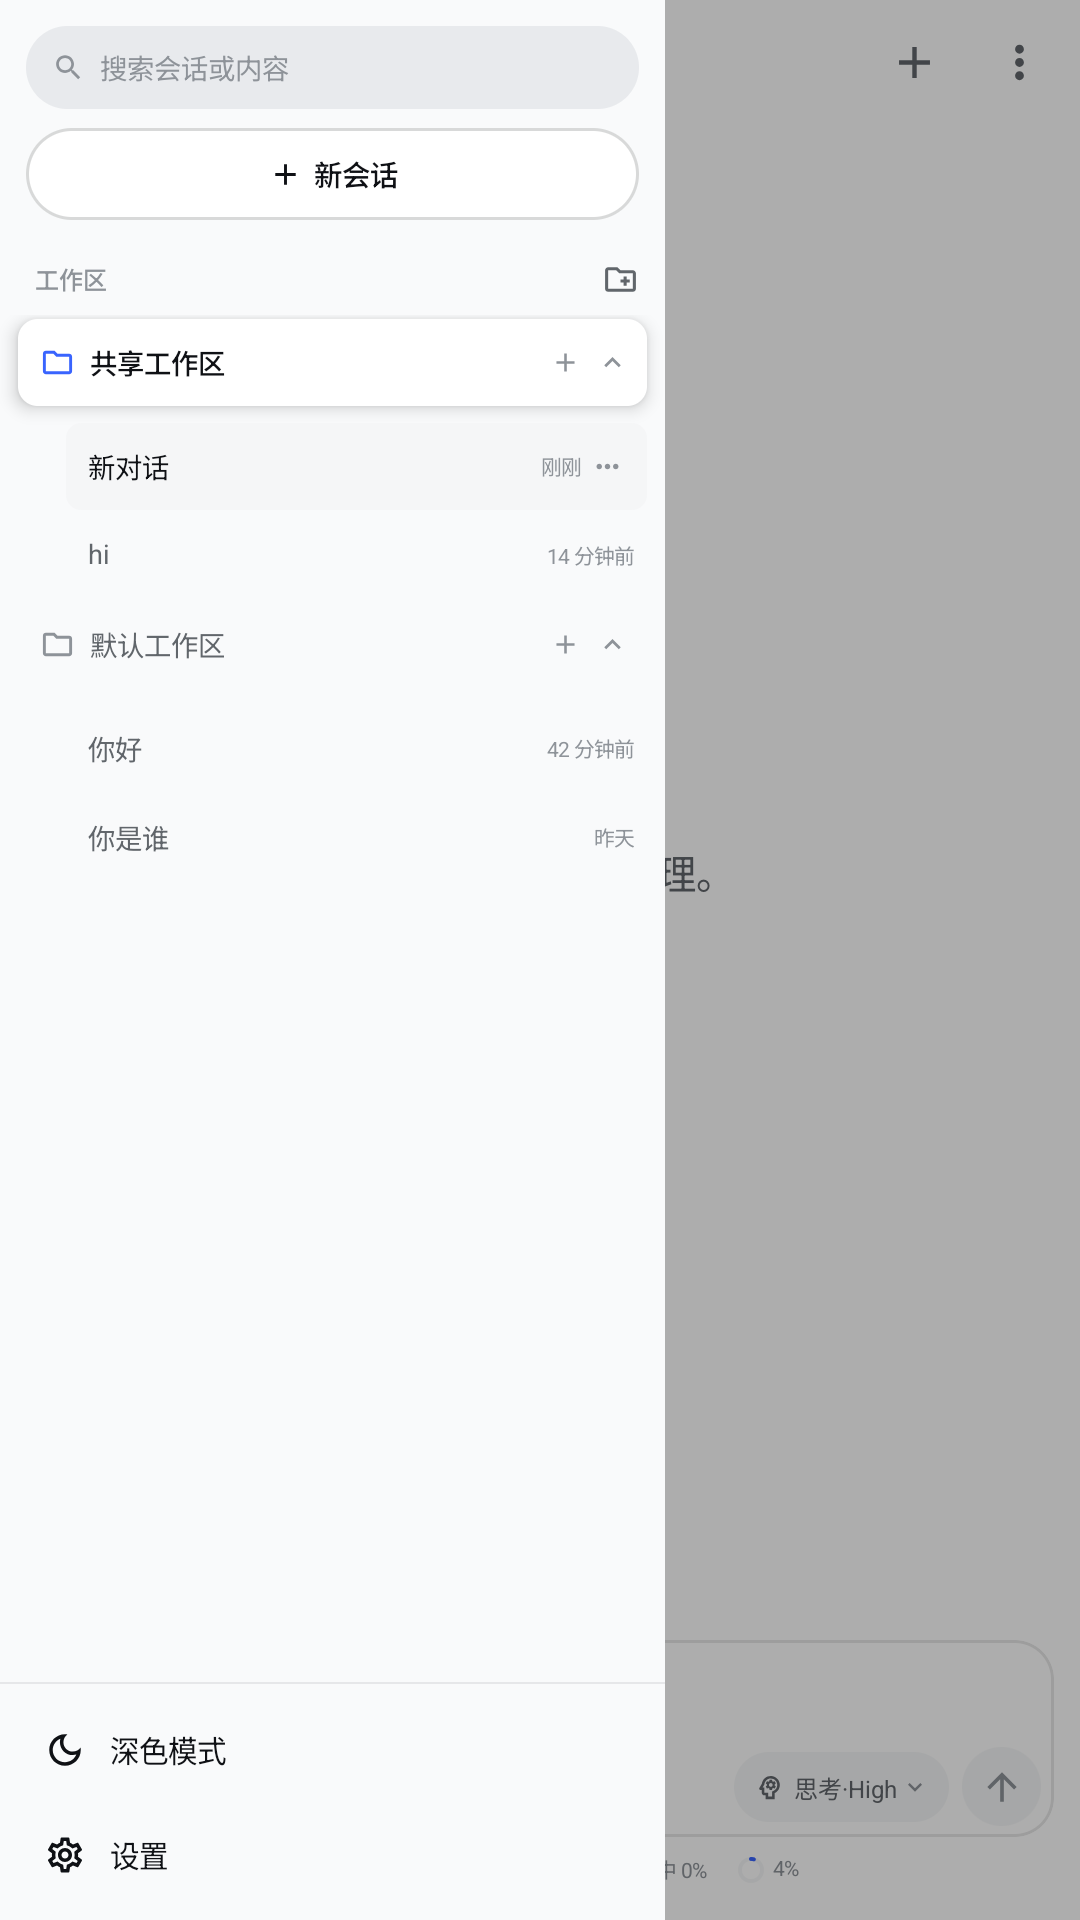 搜索会话或内容
新会话
工作区
共享工作区
新对话 刚刚
hi 14 分钟前
默认工作区
你好 42 分钟前
你是谁 昨天
理。
深色模式
思考·High
设置
中 0% 4%